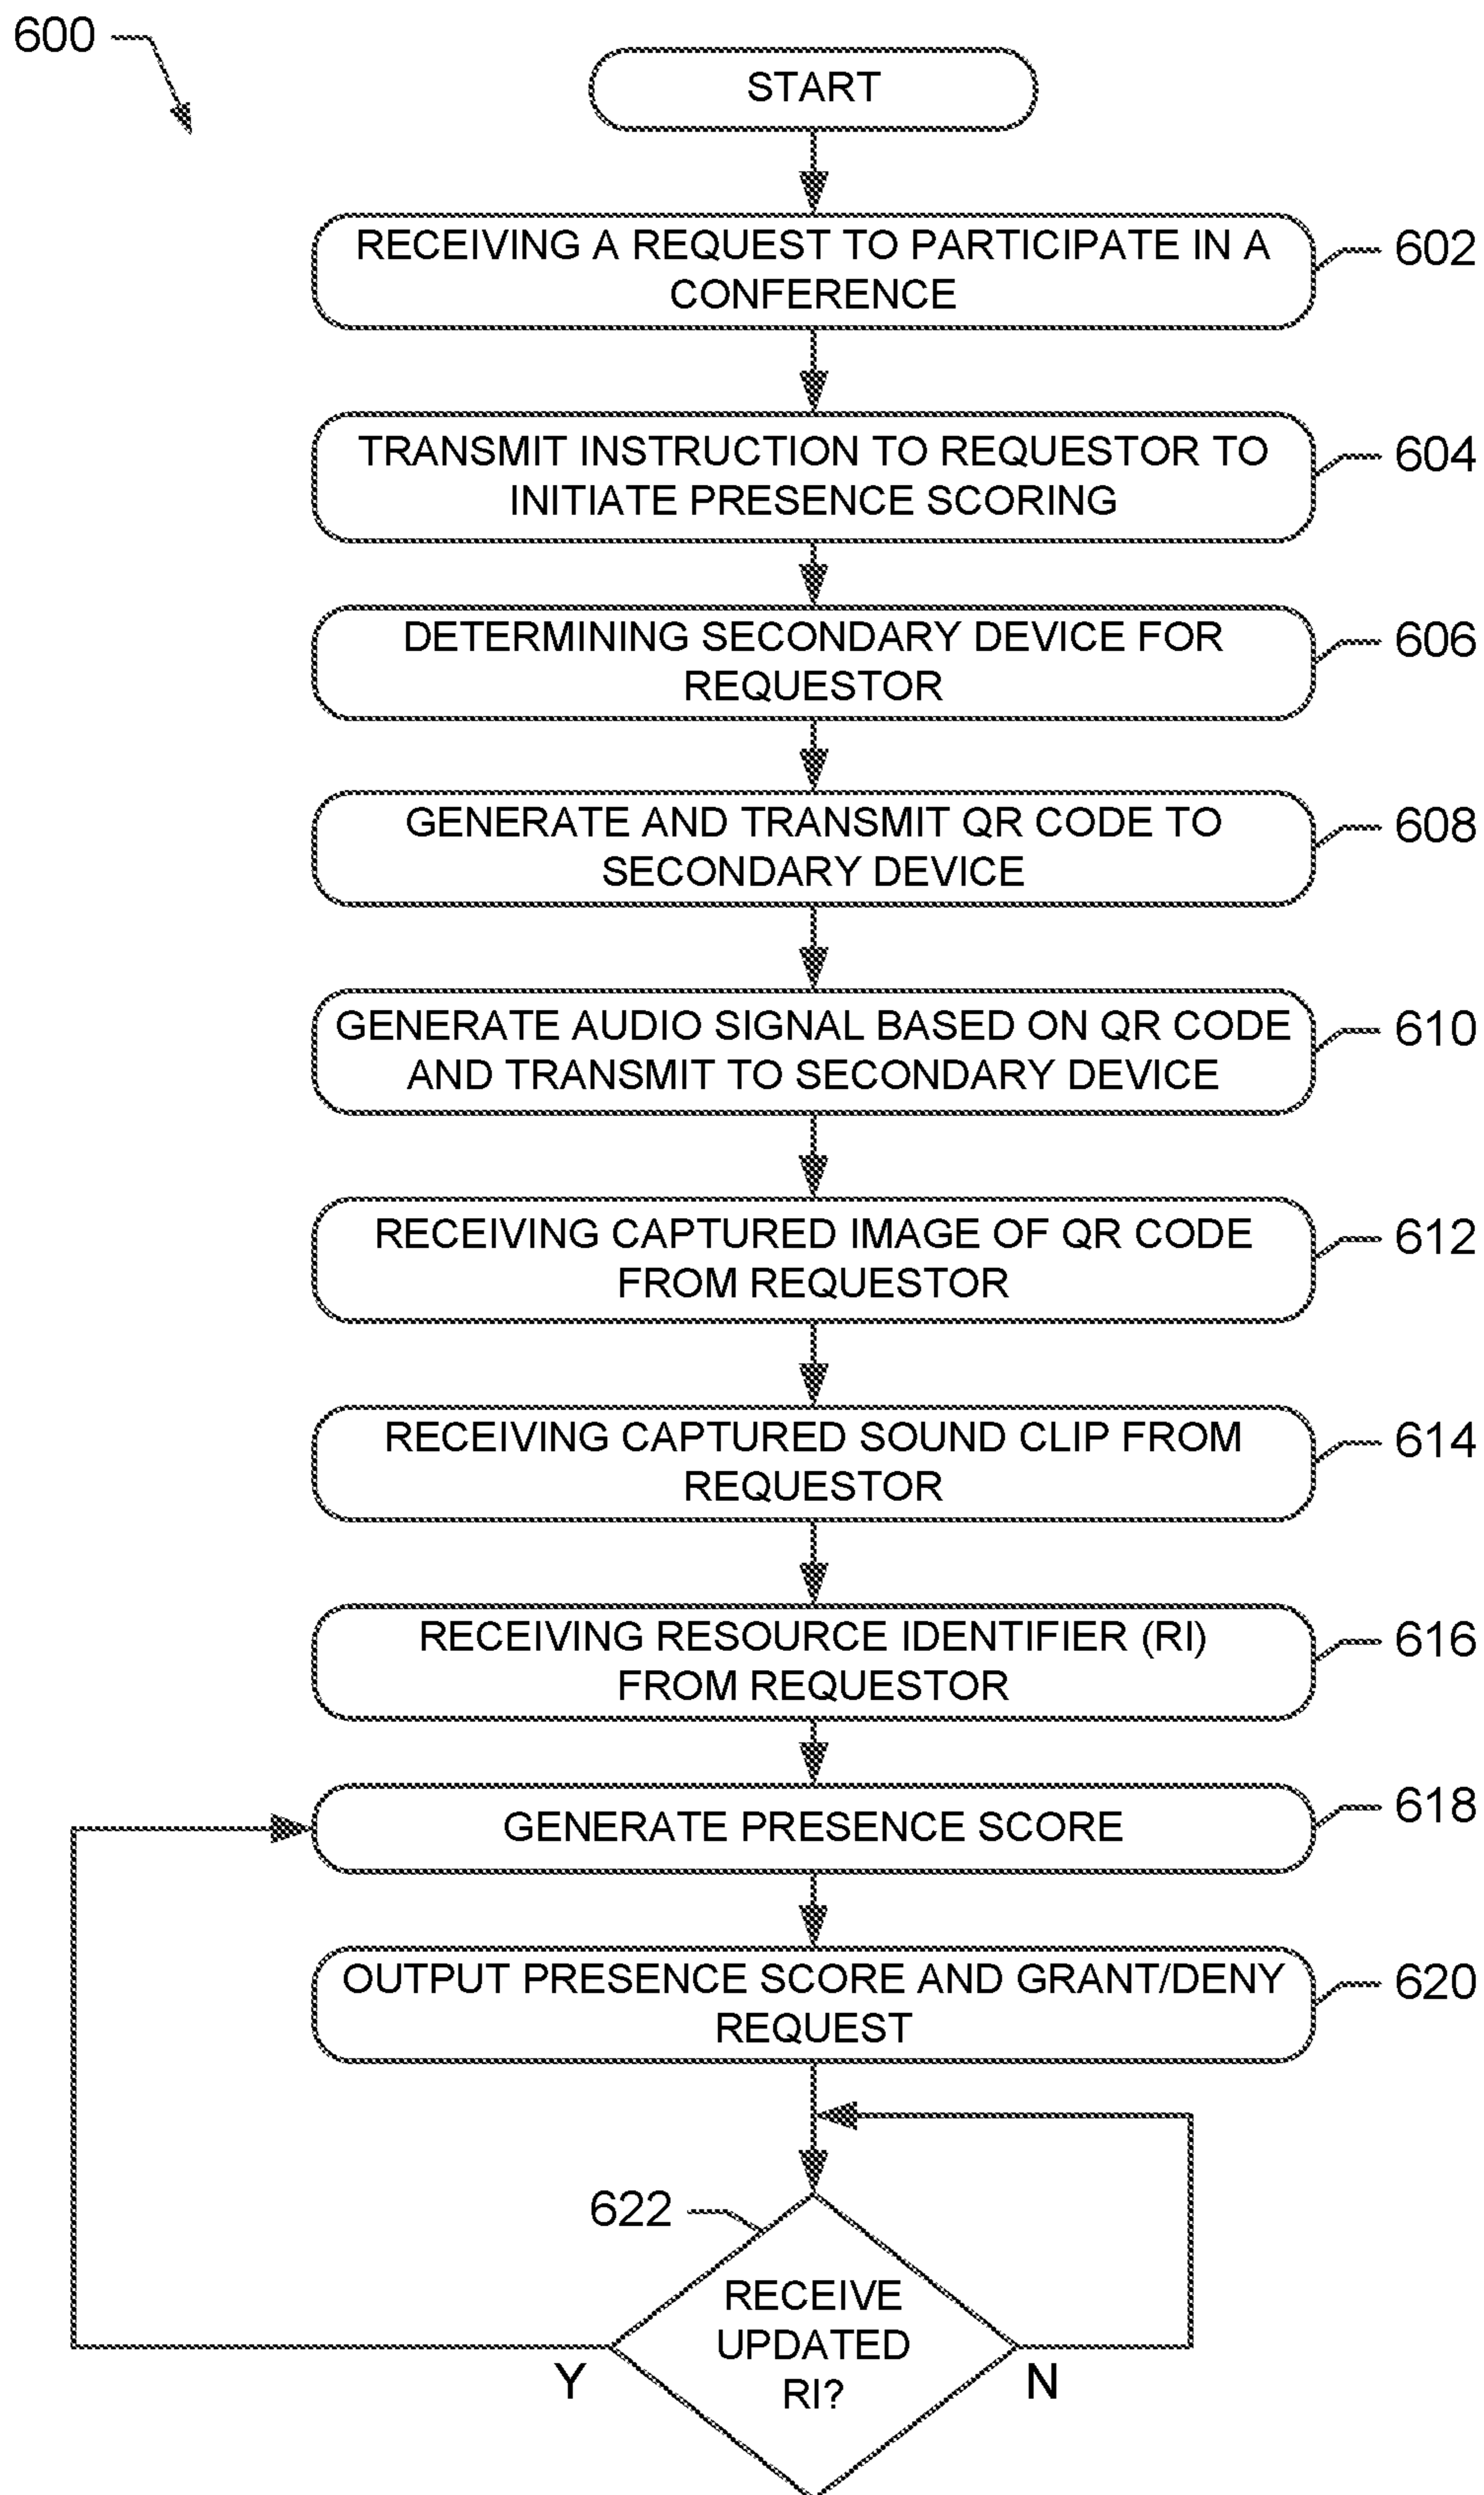 600
START
RECEIVING A REQUEST TO PARTICIPATE IN A
CONFERENCE
602
TRANSMIT INSTRUCTION TO REQUESTOR TO
INITIATE PRESENCE SCORING
604
DETERMINING SECONDARY DEVICE FOR
REQUESTOR
606
GENERATE AND TRANSMIT QR CODE TO
SECONDARY DEVICE
608
GENERATE AUDIO SIGNAL BASED ON QR CODE
AND TRANSMIT TO SECONDARY DEVICE
610
RECEIVING CAPTURED IMAGE OF QR CODE
FROM REQUESTOR
612
RECEIVING CAPTURED SOUND CLIP FROM
REQUESTOR
614
RECEIVING RESOURCE IDENTIFIER (RI)
FROM REQUESTOR
616
GENERATE PRESENCE SCORE
618
OUTPUT PRESENCE SCORE AND GRANT/DENY
REQUEST
620
622
RECEIVE
UPDATED
RI?
Y
N